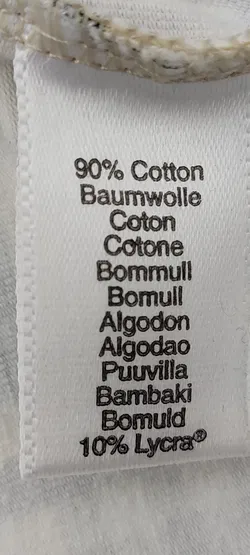 90% Cotton
Baumwolle
Coton
Cotone
Bommull
Bomull
Algodon
Algodao
Puuvilla
Bambaki
Bomuld
10% Lycra®